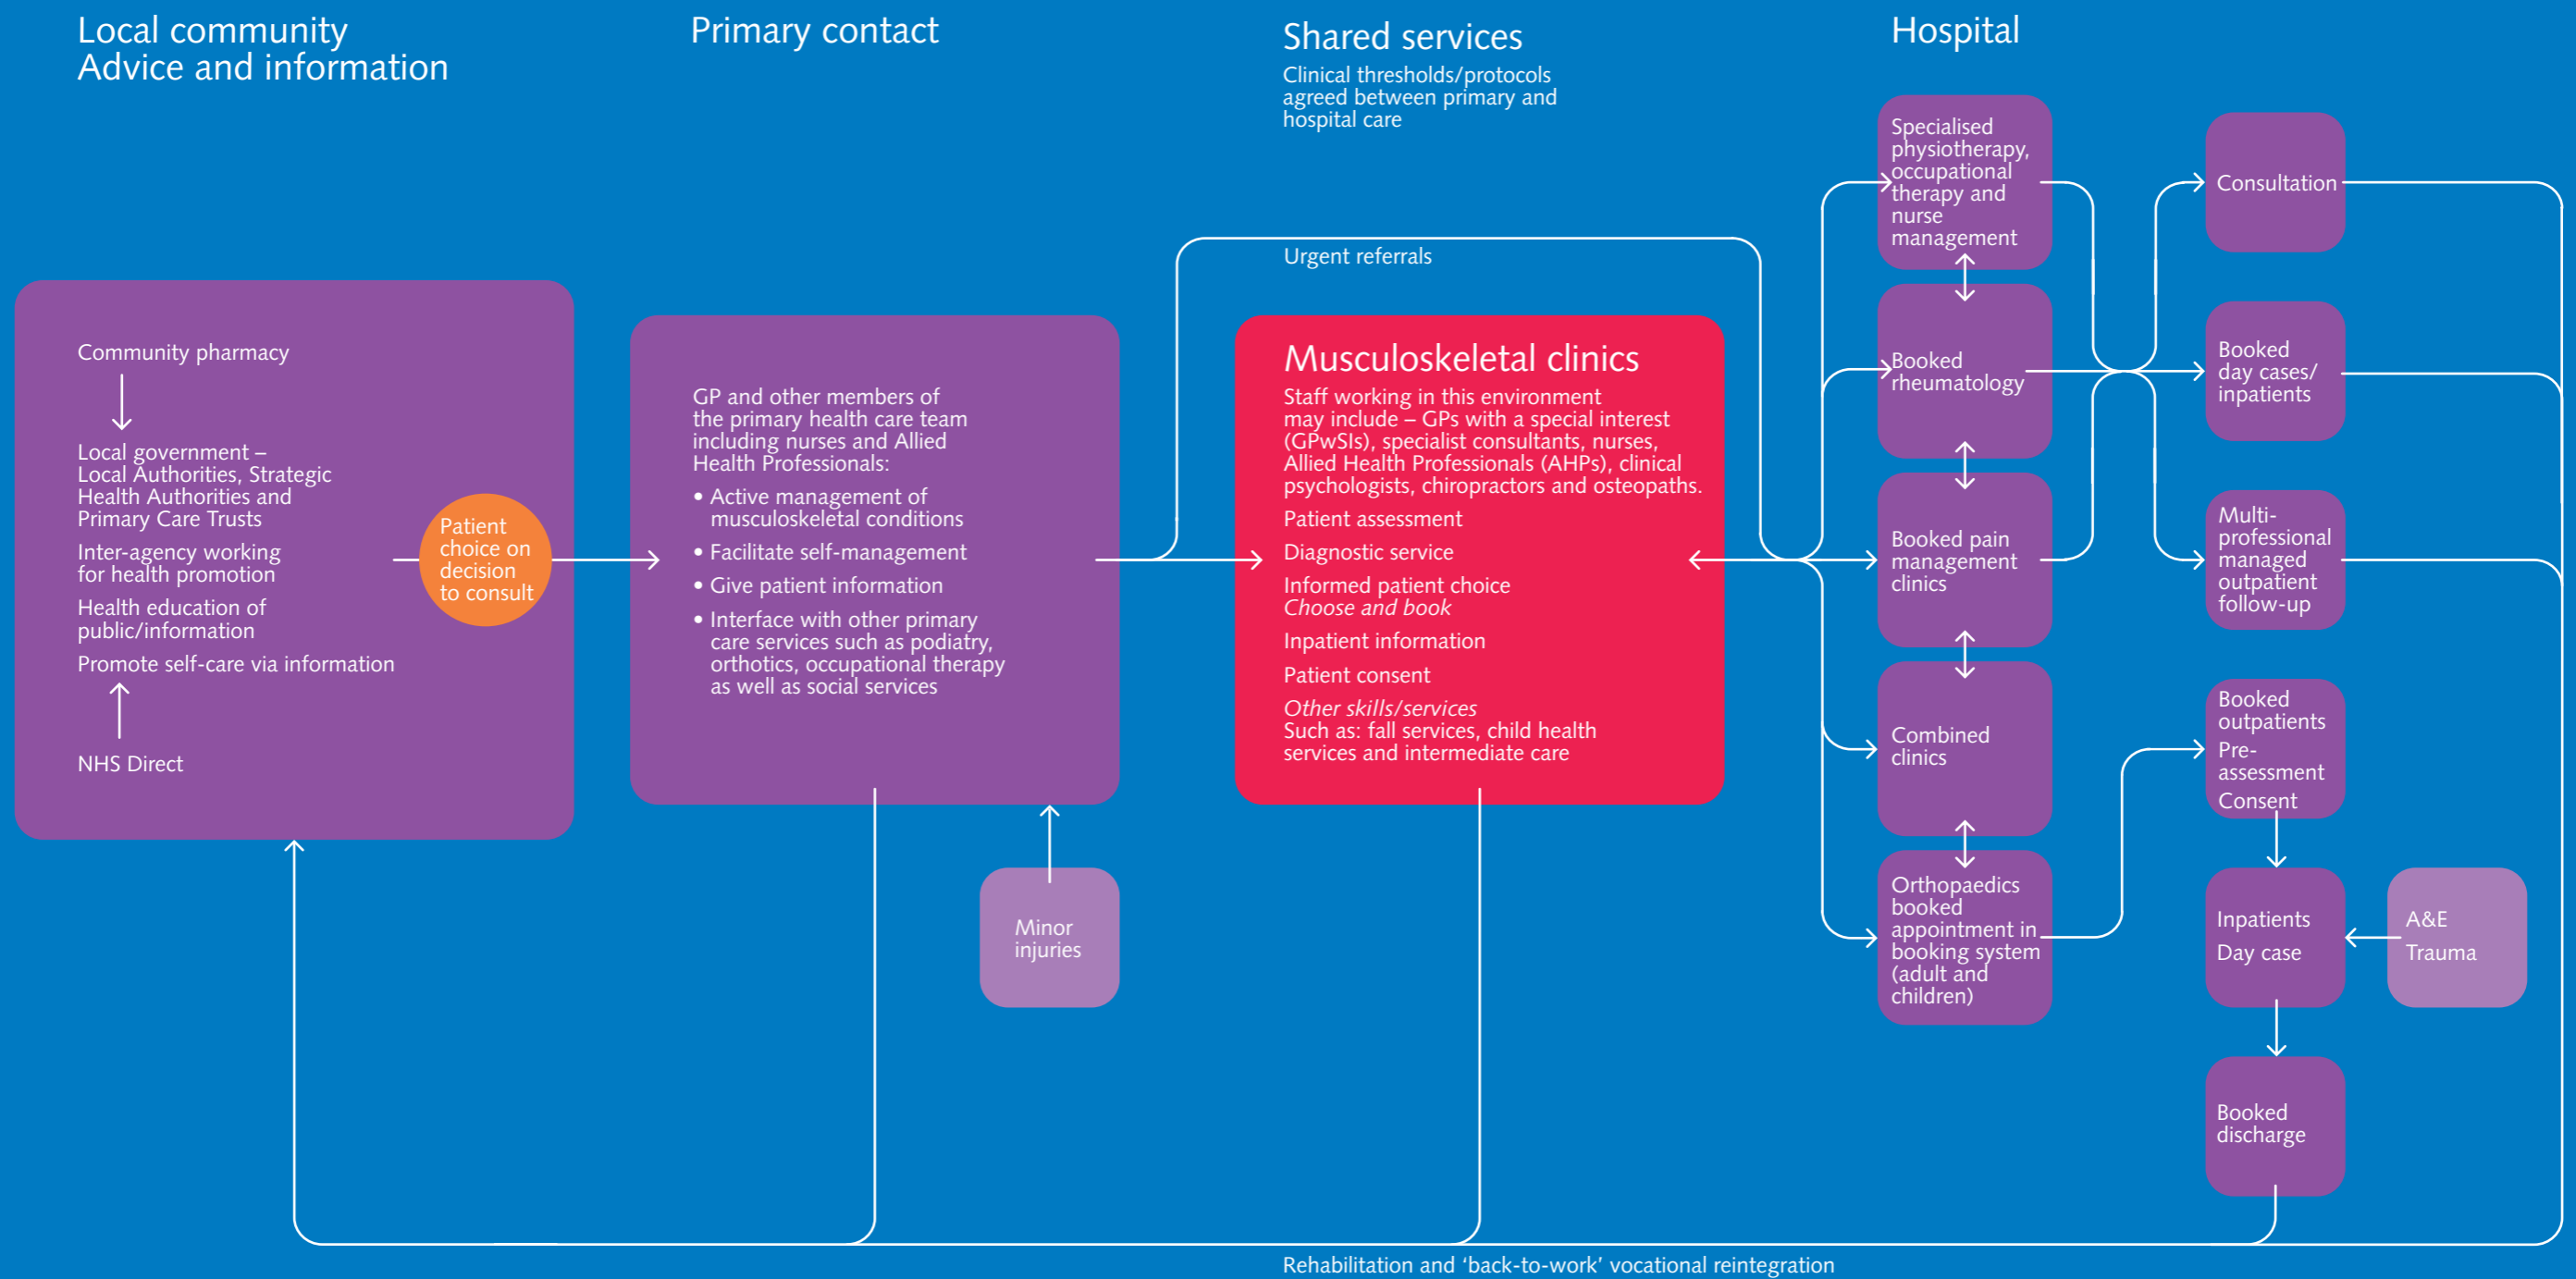 Local community
Advice and information
Primary contact
Shared services
Clinical thresholds/protocols
agreed between primary and
hospital care
Hospital
Community pharmacy
Local government –
Local Authorities, Strategic
Health Authorities and
Primary Care Trusts
Inter-agency working
for health promotion
Health education of
public/information
Promote self-care via information
NHS Direct
Patient
choice on
decision
to consult
GP and other members of
the primary health care team
including nurses and Allied
Health Professionals:
• Active management of
musculoskeletal conditions
• Facilitate self-management
• Give patient information
• Interface with other primary
care services such as podiatry,
orthotics, occupational therapy
as well as social services
Minor
injuries
Urgent referrals
Musculoskeletal clinics
Staff working in this environment
may include – GPs with a special interest
(GPwSIs), specialist consultants, nurses,
Allied Health Professionals (AHPs), clinical
psychologists, chiropractors and osteopaths.
Patient assessment
Diagnostic service
Informed patient choice
Choose and book
Inpatient information
Patient consent
Other skills/services
Such as: fall services, child health
services and intermediate care
Specialised
physiotherapy,
occupational
therapy and
nurse
management
Booked
rheumatology
Booked pain
management
clinics
Combined
clinics
Orthopaedics
booked
appointment in
booking system
(adult and
children)
Consultation
Booked
day cases/
inpatients
Multi-
professional
managed
outpatient
follow-up
Booked
outpatients
Pre-
assessment
Consent
Inpatients
Day case
A&E
Trauma
Booked
discharge
Rehabilitation and ‘back-to-work’ vocational reintegration